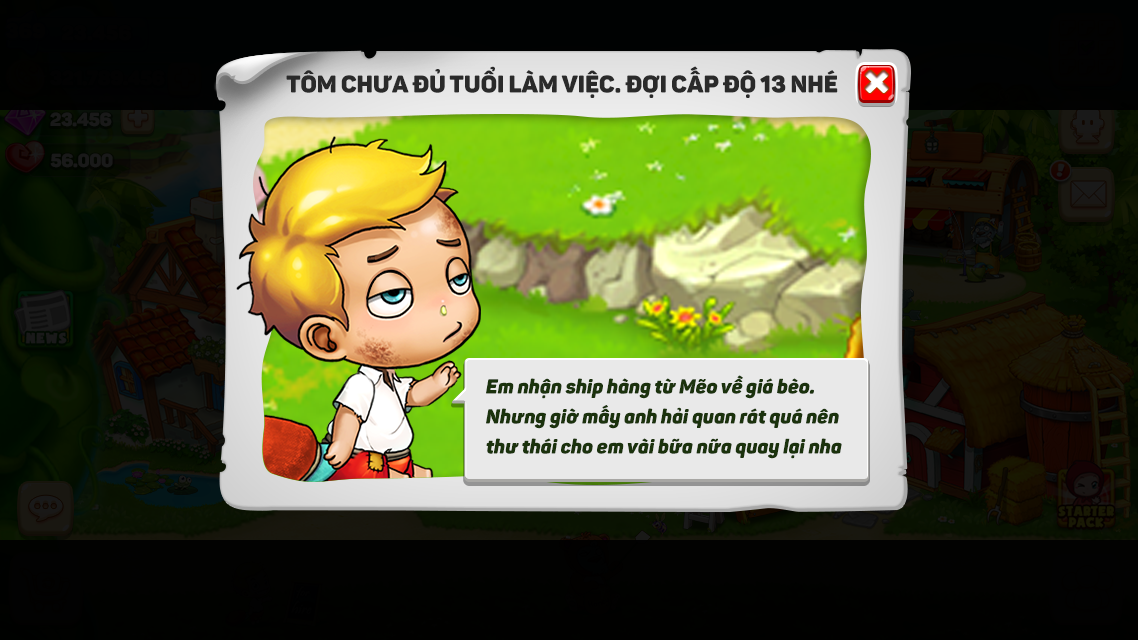 TÔM CHƯA ĐỦ TUỔI LÀM VIỆC. ĐỢI CẤP ĐỘ 13 NHÉ
23.456
56,000
Em nhận ship hàng từ Mẽo về giá bèo.
Nhưng giờ mấy anh hải quan rát quá nên
thư thái cho em vài bữa nữa quay lại nha
NEWS
STARTER
PACK